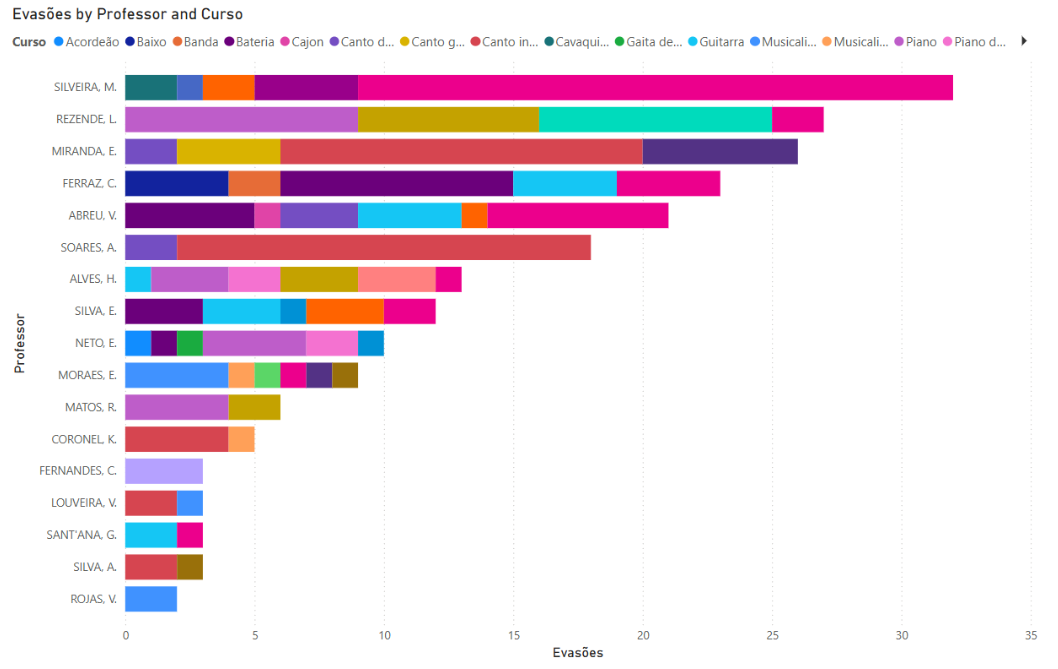 Evasões by Professor and Curso
Curso Acordeão Baixo Banda Bateria Cajon Canto d... Canto g... Canto in... Cavaqui... Gaita de... Guitarra Musicali... Musicali... Piano Piano d...
SILVEIRA, M.
REZENDE, L.
MIRANDA, E.
FERRAZ, C.
ABREU, V.
SOARES, A.
ALVES, H.
SILVA, E.
NETO, E.
MORAES, E.
MATOS, R.
CORONEL, K.
FERNANDES, C.
LOUVEIRA, V.
SANT'ANA, G.
SILVA, A.
ROJAS, V.
Professor
0 5 10 15 20 25 30 35
Evasões